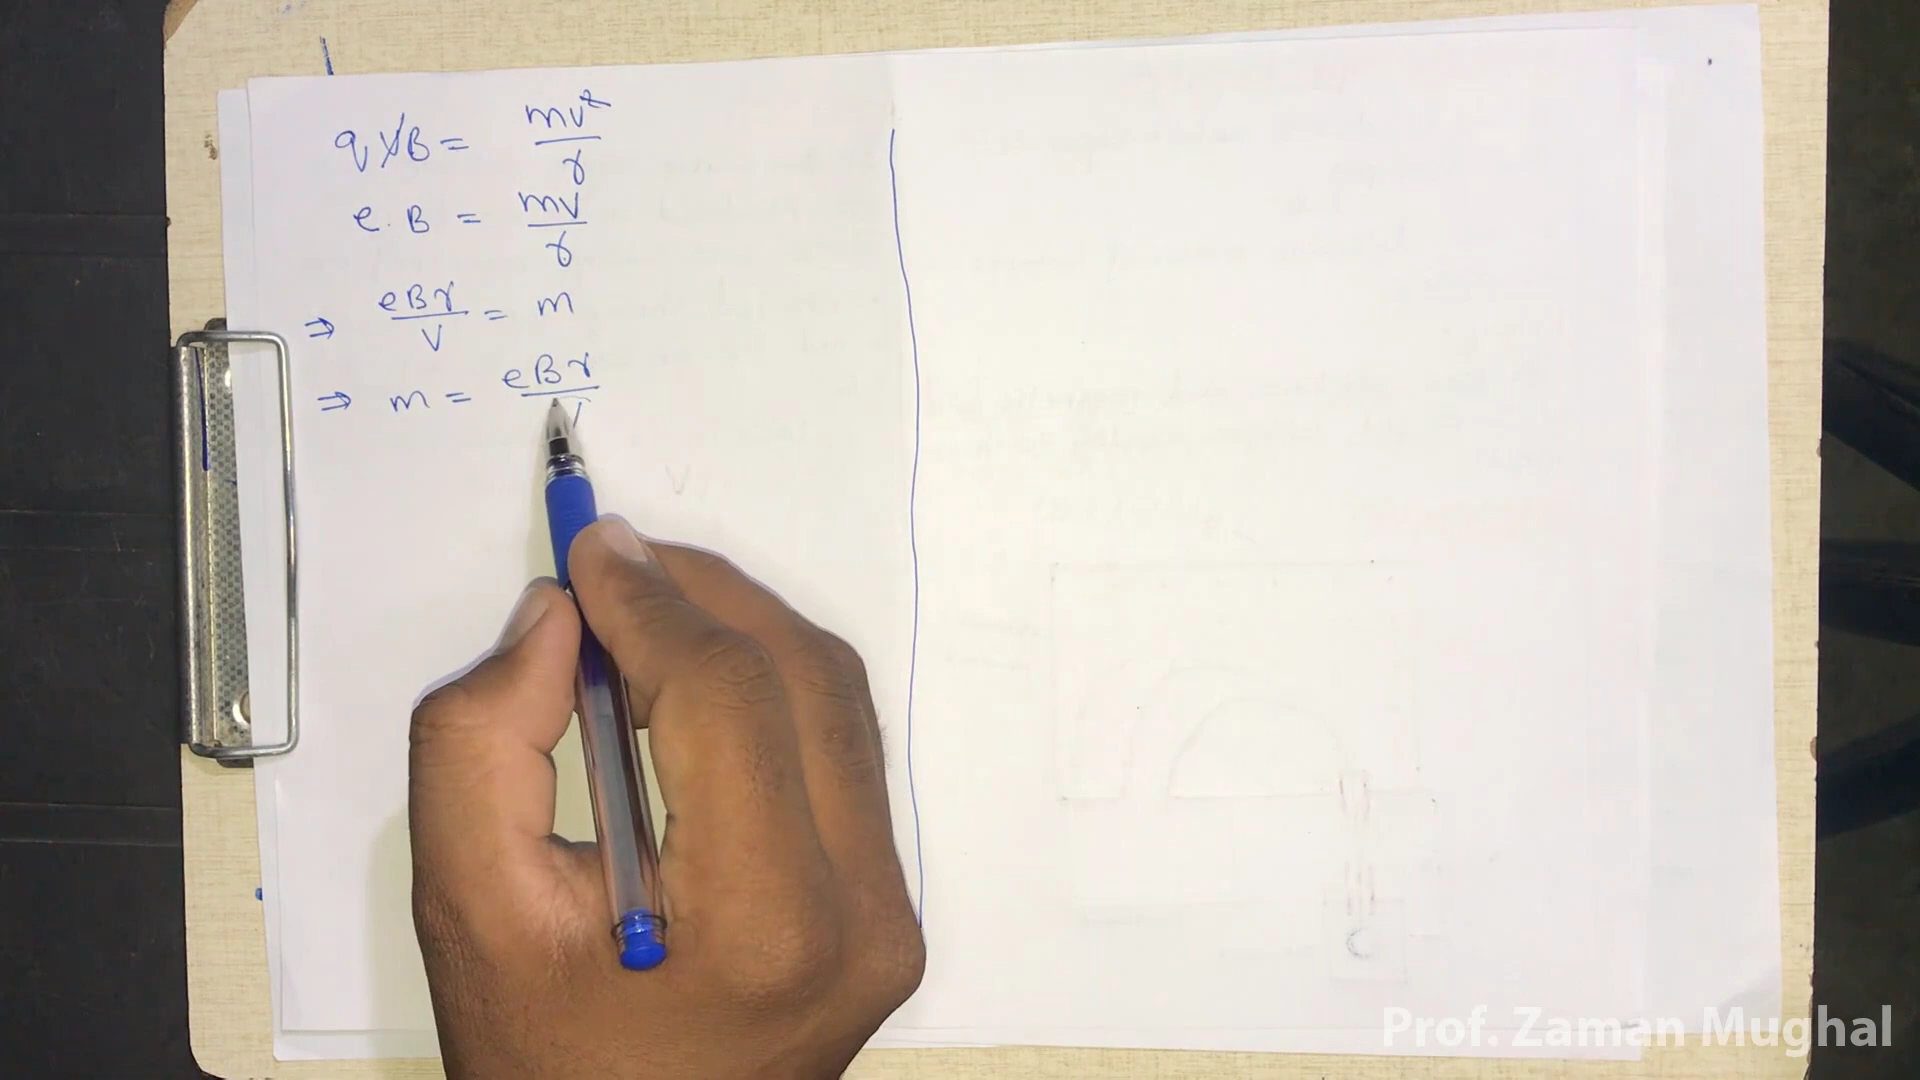 qvB = mv²/r
e.B = mv/r
⇒ eBr/v = m
⇒ m = eBr/v
Prof. Zaman Mughal